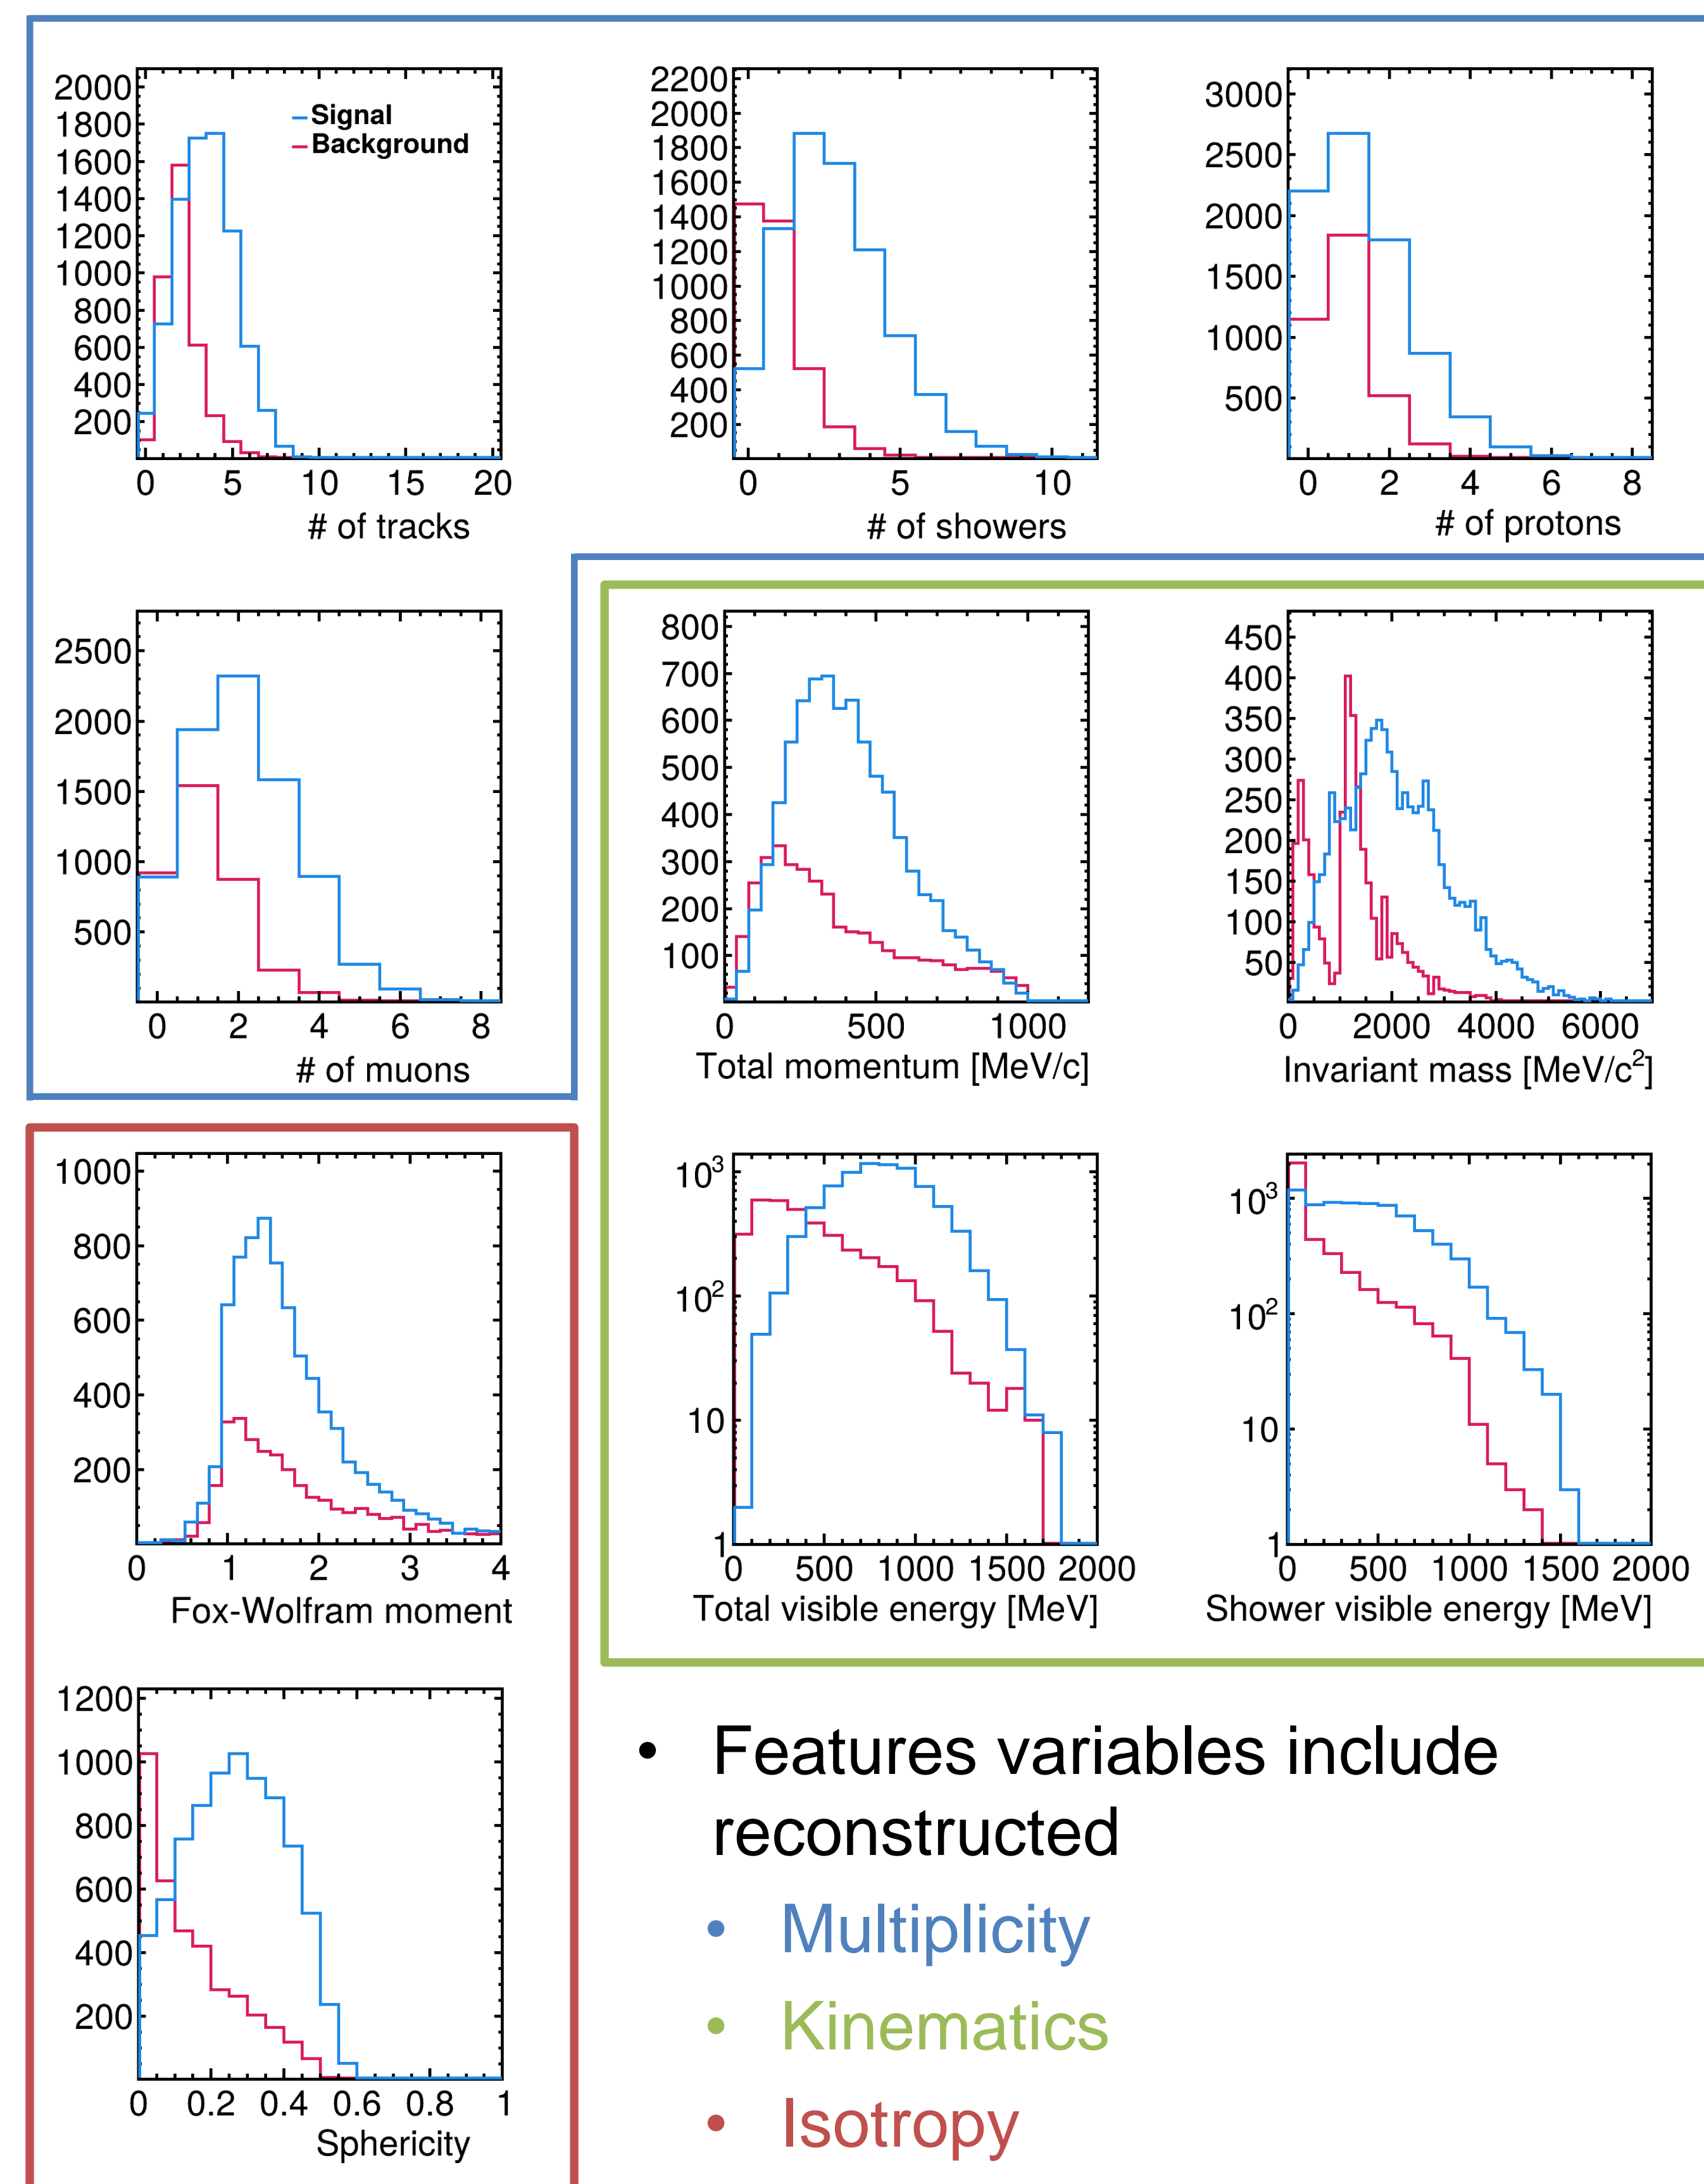 2000
1800
1600
1400
1200
1000
800
600
400
200
Signal
Background
0 5 10 15 20
# of tracks
2200
2000
1800
1600
1400
1200
1000
800
600
400
200
0 5 10
# of showers
3000
2500
2000
1500
1000
500
0 2 4 6 8
# of protons
2500
2000
1500
1000
500
0 2 4 6 8
# of muons
800
700
600
500
400
300
200
100
0 500 1000
Total momentum [MeV/c]
450
400
350
300
250
200
150
100
50
0 2000 4000 6000
Invariant mass [MeV/c²]
1000
800
600
400
200
0 1 2 3 4
Fox-Wolfram moment
10³
10²
10
1
0 500 1000 1500 2000
Total visible energy [MeV]
10³
10²
10
1
0 500 1000 1500 2000
Shower visible energy [MeV]
1200
1000
800
600
400
200
0 0.2 0.4 0.6 0.8 1
Sphericity
• Features variables include
reconstructed
• Multiplicity
• Kinematics
• Isotropy